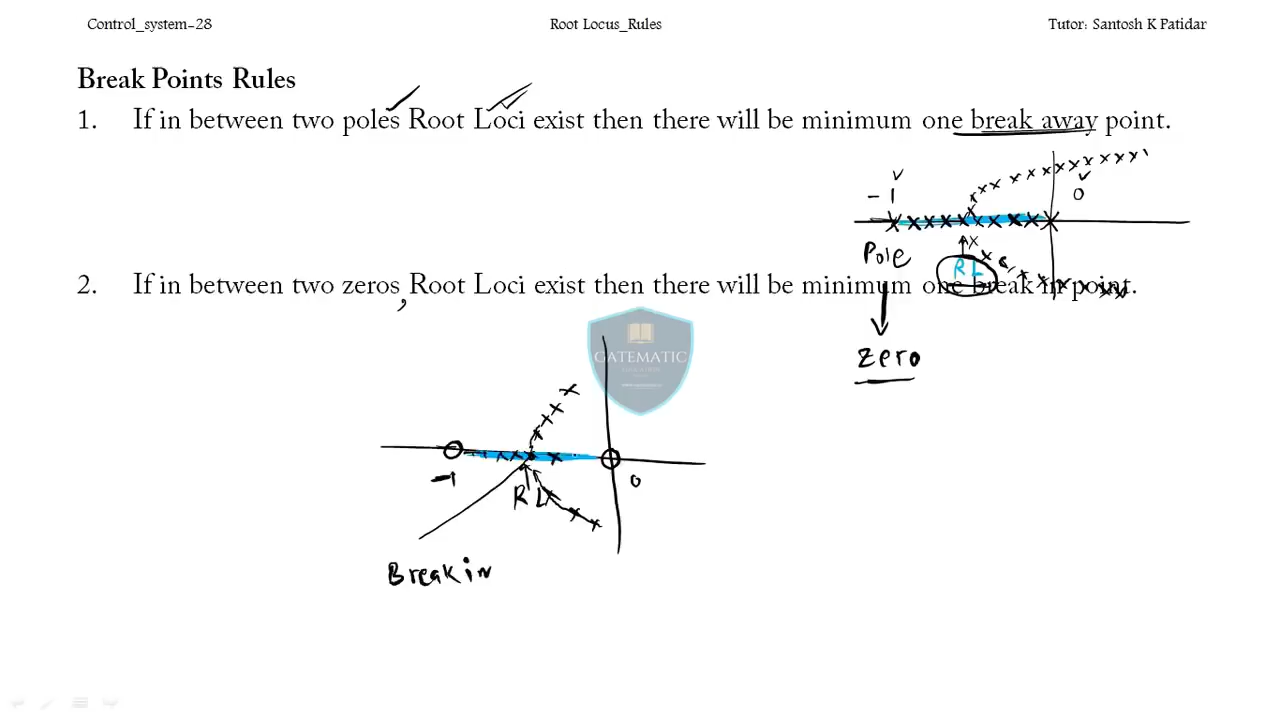 Control_system-28 Root Locus_Rules Tutor: Santosh K Patidar
Break Points Rules
1. If in between two poles Root Loci exist then there will be minimum one break away point.
-1 0
Pole RL
2. If in between two zeros, Root Loci exist then there will be minimum one break in point.
zero
GATEMATIC
-1 0
RL
Break in